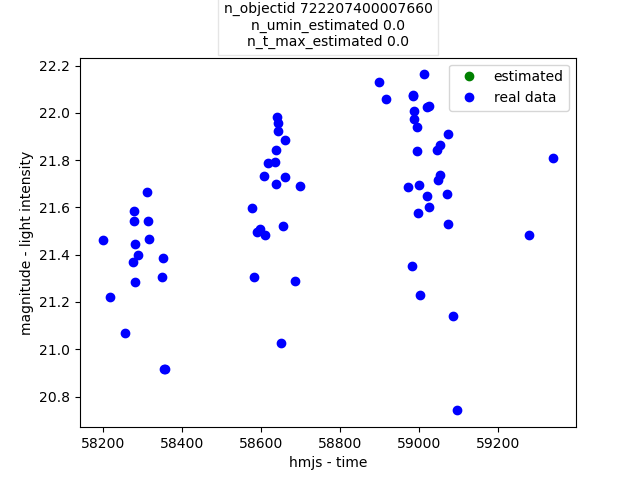 n_objectid 722207400007660
n_umin_estimated 0.0
n_t_max_estimated 0.0
22.2
22.0
21.8
21.6
21.4
21.2
21.0
20.8
magnitude - light intensity
estimated
real data
58200 58400 58600 58800 59000 59200
hmjs - time